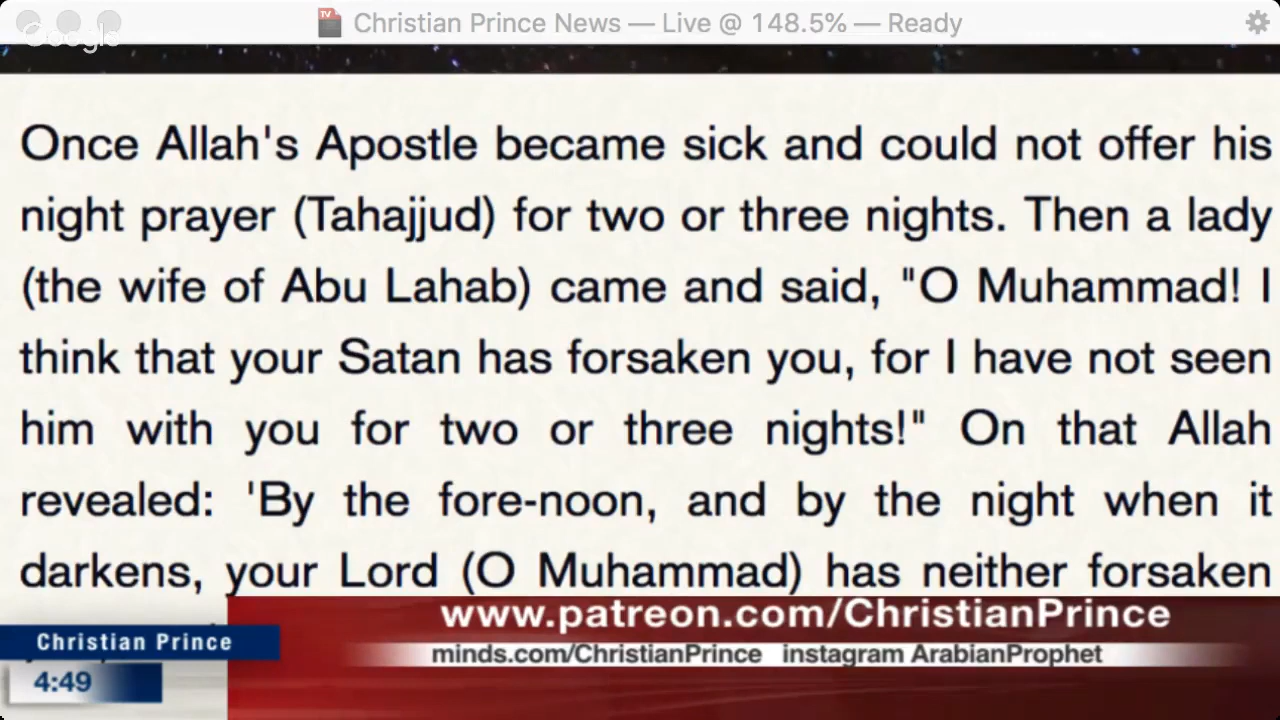 Christian Prince News — Live @ 148.5% — Ready
Google
Once Allah's Apostle became sick and could not offer his
night prayer (Tahajjud) for two or three nights. Then a lady
(the wife of Abu Lahab) came and said, "O Muhammad! I
think that your Satan has forsaken you, for I have not seen
him with you for two or three nights!" On that Allah
revealed: 'By the fore-noon, and by the night when it
darkens, your Lord (O Muhammad) has neither forsaken
www.patreon.com/ChristianPrince
Christian Prince
minds.com/ChristianPrince instagram ArabianProphet
4:49